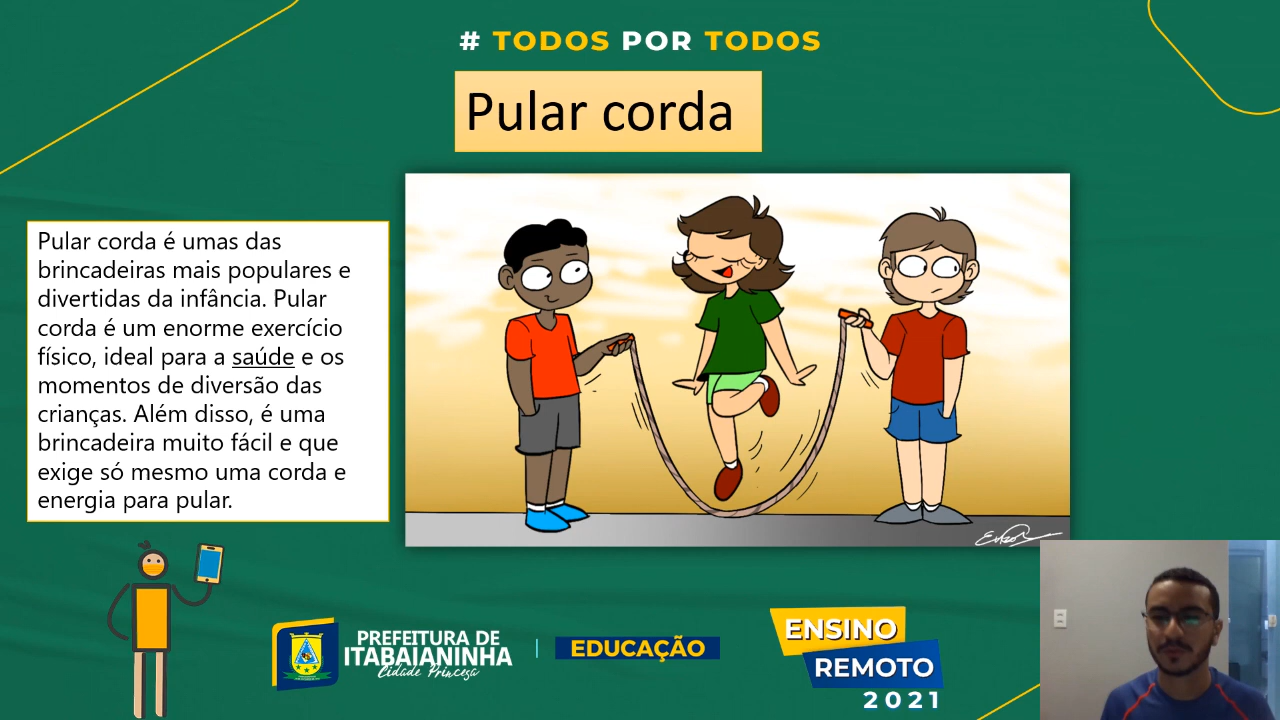 # TODOS POR TODOS
Pular corda
Pular corda é umas das
brincadeiras mais populares e
divertidas da infância. Pular
corda é um enorme exercício
físico, ideal para a saúde e os
momentos de diversão das
crianças. Além disso, é uma
brincadeira muito fácil e que
exige só mesmo uma corda e
energia para pular.
PREFEITURA DE
ITABAIANINHA
Cidade Princesa
EDUCAÇÃO
ENSINO
REMOTO
2021